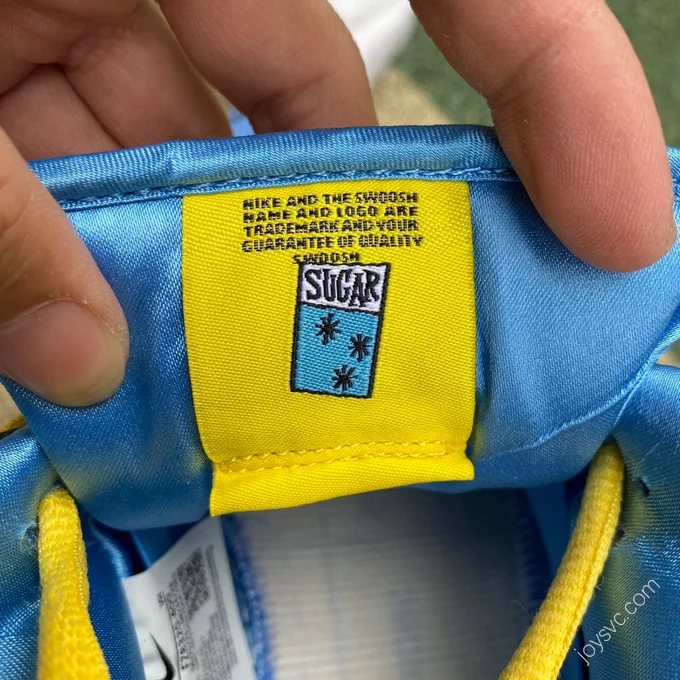 NIKE AND THE SWOOSH
NAME AND LOGO ARE
TRADEMARK AND YOUR
GUARANTEE OF QUALITY
SWOOSH
SUGAR
joysvc.com